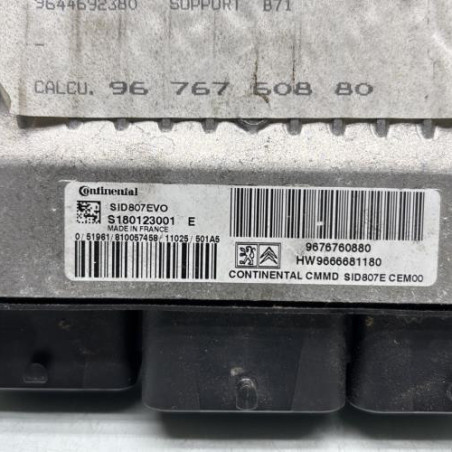 9644692380 SUPPORT B71
-
CALCU. 96 767 608 80
Continental
SID807EVO
S180123001 E
MADE IN FRANCE
0/51961/810057458/11025/501A5
9676760880
HW9666681180
CONTINENTAL CMMD SID807E CEM00